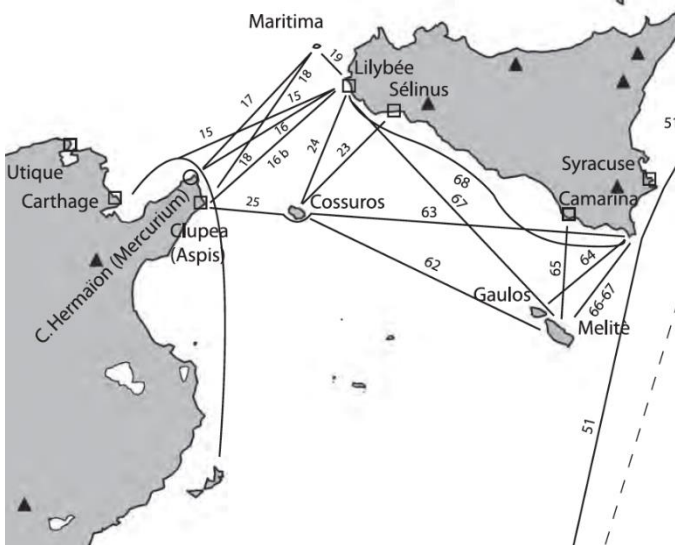 Maritima
19
Lilybée
18
17
15
Sélinus
15
16
51
Utique
24
23
18
16 b
Syracuse
68
Carthage
Camarina
25
Cossuros
67
63
C. Hermaïon (Mercurium)
Clupea
(Aspis)
62
65
64
Gaulos
66-67
Melitè
51